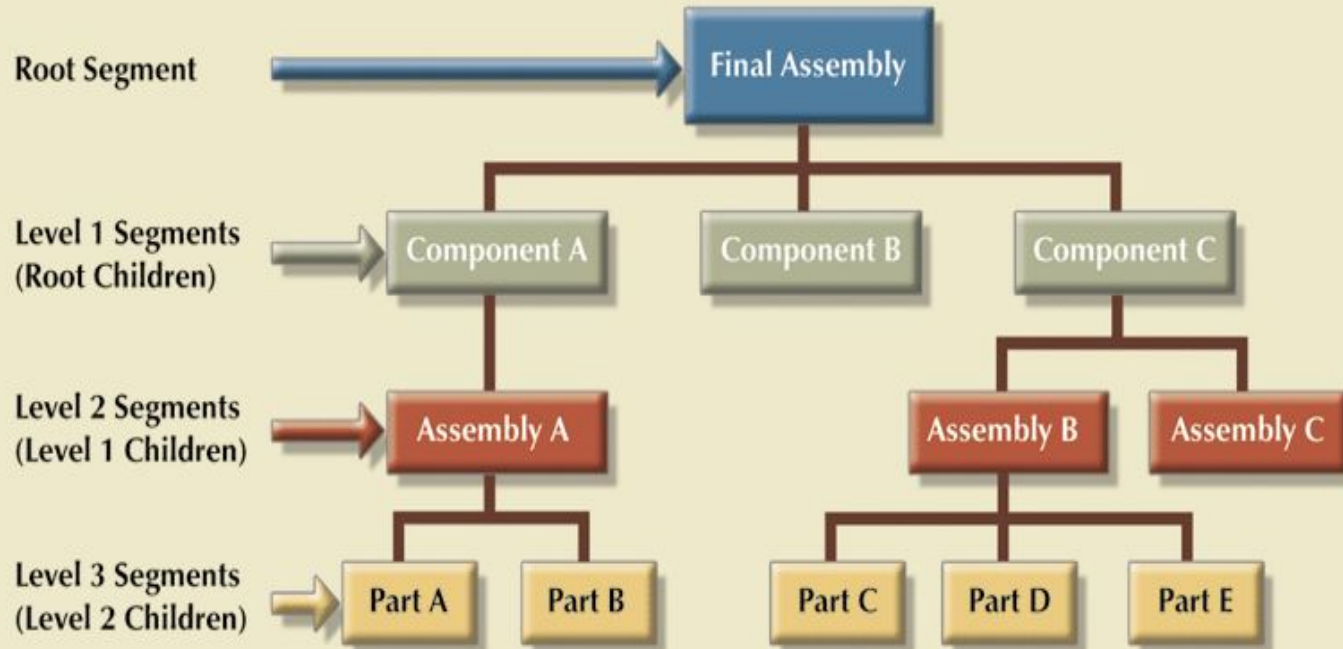 Root Segment
Final Assembly
Level 1 Segments
(Root Children)
Component A
Component B
Component C
Level 2 Segments
(Level 1 Children)
Assembly A
Assembly B
Assembly C
Level 3 Segments
(Level 2 Children)
Part A
Part B
Part C
Part D
Part E